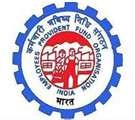 कर्मचारी भविष्य निधि संगठन
EMPLOYEES' PROVIDENT FUND ORGANISATION
INDIA
भारत